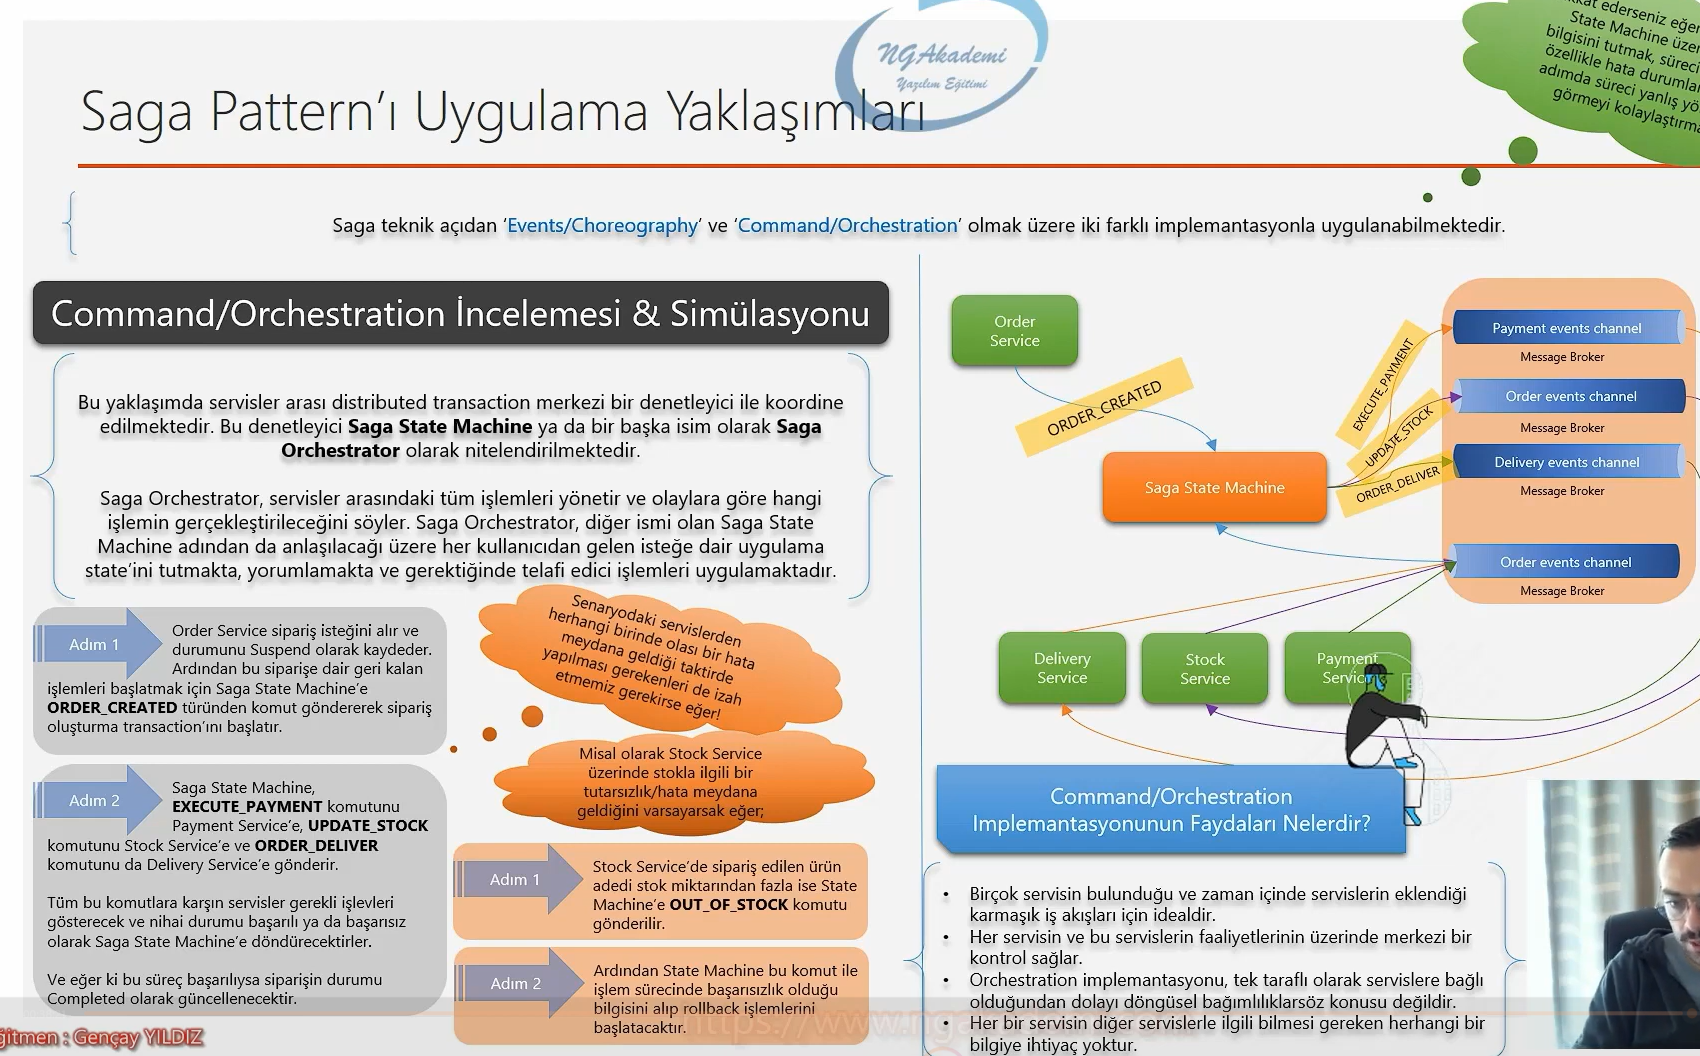 NGAkademi
Yazılım Eğitimi
Saga Pattern'ı Uygulama Yaklaşımları
ederseniz eğer
State Machine
bilgisini tutmak,
özellikle hata
adımda süreci yanlış
görmeyi
Saga teknik açıdan 'Events/Choreography' ve 'Command/Orchestration' olmak üzere iki farklı implemantasyonla uygulanabilmektedir.
Command/Orchestration İncelemesi & Simülasyonu
Bu yaklaşımda servisler arası distributed transaction merkezi bir denetleyici ile koordine
edilmektedir. Bu denetleyici Saga State Machine ya da bir başka isim olarak Saga
Orchestrator olarak nitelendirilmektedir.
Saga Orchestrator, servisler arasındaki tüm işlemleri yönetir ve olaylara göre hangi
işlemin gerçekleştirileceğini söyler. Saga Orchestrator, diğer ismi olan Saga State
Machine adından da anlaşılacağı üzere her kullanıcıdan gelen isteğe dair uygulama
state'ini tutmakta, yorumlamakta ve gerektiğinde telafi edici işlemleri uygulamaktadır.
Adım 1
Order Service sipariş isteğini alır ve
durumunu Suspend olarak kaydeder.
Ardından bu siparişe dair geri kalan
işlemleri başlatmak için Saga State Machine'e
ORDER_CREATED türünden komut göndererek sipariş
oluşturma transaction'ını başlatır.
Adım 2
Saga State Machine,
EXECUTE_PAYMENT komutunu
Payment Service'e, UPDATE_STOCK
komutunu Stock Service'e ve ORDER_DELIVER
komutunu da Delivery Service'e gönderir.
Tüm bu komutlara karşın servisler gerekli işlevleri
gösterecek ve nihai durumu başarılı ya da başarısız
olarak Saga State Machine'e döndürecektirler.
Ve eğer ki bu süreç başarılıysa siparişin durumu
Completed olarak güncellenecektir.
Senaryodaki servislerden
herhangi birinde olası bir hata
meydana geldiği taktirde
yapılması gerekenleri de izah
etmemiz gerekirse eğer!
Misal olarak Stock Service
üzerinde stokla ilgili bir
tutarsızlık/hata meydana
geldiğini varsayarsak eğer;
Adım 1
Stock Service'de sipariş edilen ürün
adedi stok miktarından fazla ise State
Machine'e OUT_OF_STOCK komutu
gönderilir.
Adım 2
Ardından State Machine bu komut ile
işlem sürecinde başarısızlık olduğu
bilgisini alıp rollback işlemlerini
başlatacaktır.
Order
Service
ORDER_CREATED
Saga State Machine
EXECUTE_PAYMENT
UPDATE_STOCK
ORDER_DELIVER
Payment events channel
Message Broker
Order events channel
Message Broker
Delivery events channel
Message Broker
Order events channel
Message Broker
Delivery
Service
Stock
Service
Payment
Service
Command/Orchestration
Implemantasyonunun Faydaları Nelerdir?
• Birçok servisin bulunduğu ve zaman içinde servislerin eklendiği
karmaşık iş akışları için idealdir.
• Her servisin ve bu servislerin faaliyetlerinin üzerinde merkezi bir
kontrol sağlar.
• Orchestration implemantasyonu, tek taraflı olarak servislere bağlı
olduğundan dolayı döngüsel bağımlılıklarsöz konusu değildir.
• Her bir servisin diğer servislerle ilgili bilmesi gereken herhangi bir
bilgiye ihtiyaç yoktur.
ğitmen : Gençay YILDIZ